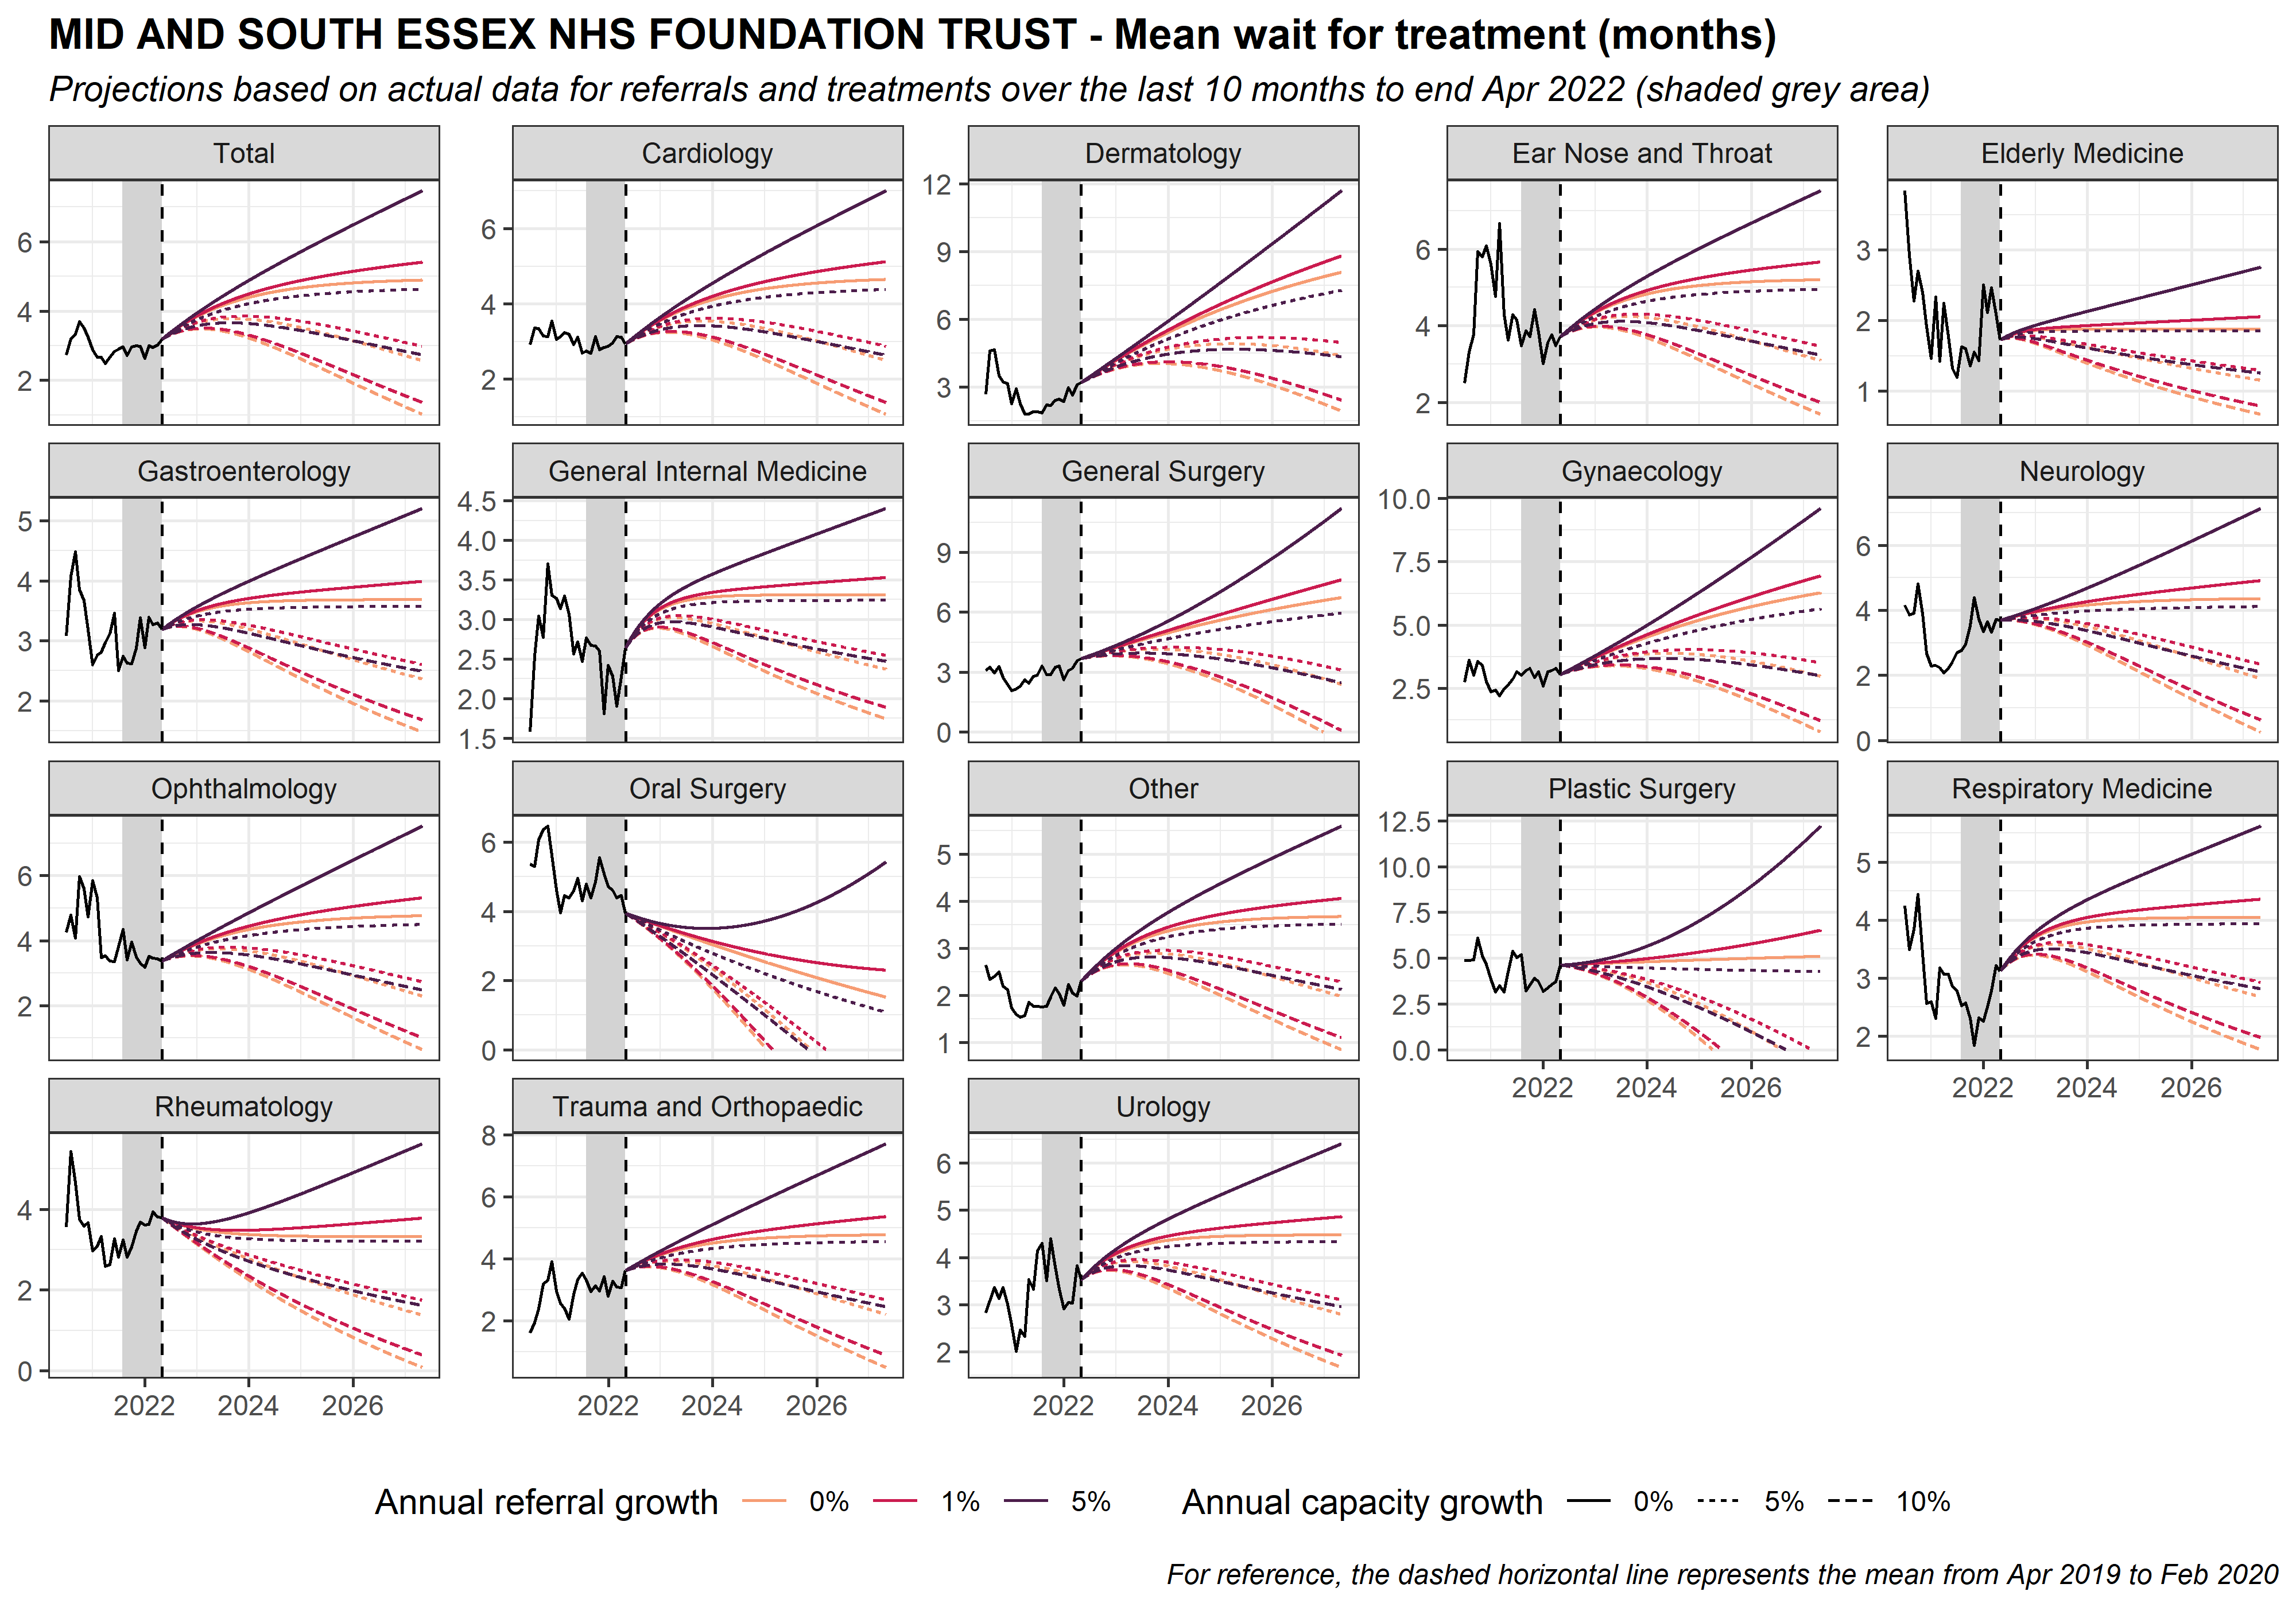 MID AND SOUTH ESSEX NHS FOUNDATION TRUST - Mean wait for treatment (months)
Projections based on actual data for referrals and treatments over the last 10 months to end Apr 2022 (shaded grey area)
Total Cardiology Dermatology Ear Nose and Throat Elderly Medicine
6 4 2
6 4 2
12 9 6 3
6 4 2
3 2 1
Gastroenterology General Internal Medicine General Surgery Gynaecology Neurology
5 4 3 2
4.5 4.0 3.5 3.0 2.5 2.0 1.5
9 6 3 0
10.0 7.5 5.0 2.5
6 4 2 0
Ophthalmology Oral Surgery Other Plastic Surgery Respiratory Medicine
6 4 2
6 4 2 0
5 4 3 2 1
12.5 10.0 7.5 5.0 2.5 0.0
5 4 3 2
2022 2024 2026 2022 2024 2026
Rheumatology Trauma and Orthopaedic Urology
4 2 0
8 6 4 2
6 5 4 3 2
2022 2024 2026 2022 2024 2026 2022 2024 2026
Annual referral growth 0% 1% 5% Annual capacity growth 0% 5% 10%
For reference, the dashed horizontal line represents the mean from Apr 2019 to Feb 2020